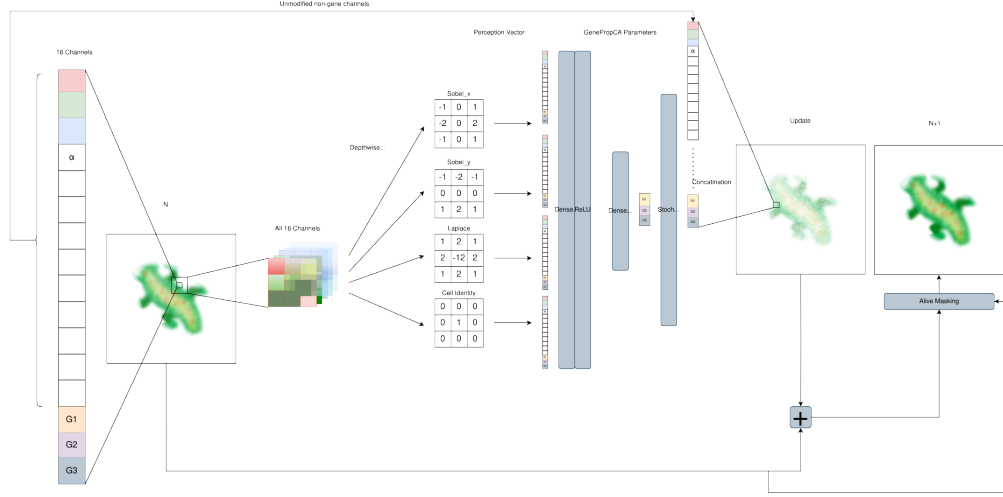 Unmodified non-gene channels
16 Channels
Perception Vector
GenePropCA Parameters
α
α
N
All 16 Channels
Depthwise...
Sobel_x
-1 0 1
-2 0 2
-1 0 1
Sobel_y
-1 -2 -1
0 0 0
1 2 1
Laplace
1 2 1
2 -12 2
1 2 1
Cell Identity
0 0 0
0 1 0
0 0 0
Dense,ReLU
Dense...
Stoch...
Concatination
Update
N+1
Alive Masking
+
G1
G2
G3